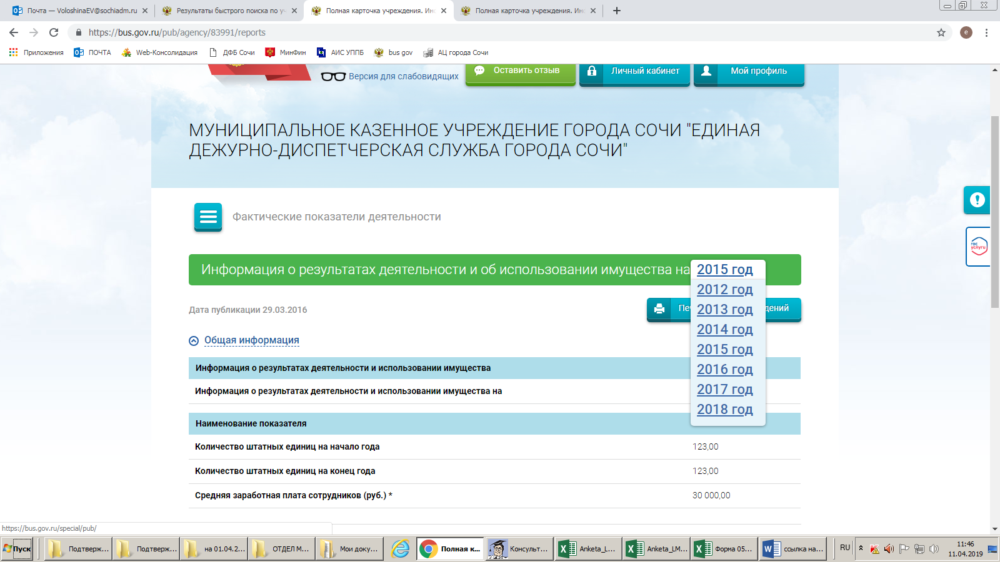 Почта — VoloshinaEV@sochiadm.ru
Результаты быстрого поиска по уч
Полная карточка учреждения. Инф
Полная карточка учреждения. Инф
https://bus.gov.ru/pub/agency/83991/reports
e
Приложения
ПОЧТА
Web-Консолидация
ДФБ Сочи
МинФин
АИС УППБ
bus gov
АЦ города Сочи
Версия для слабовидящих
Оставить отзыв
Личный кабинет
Мой профиль
МУНИЦИПАЛЬНОЕ КАЗЕННОЕ УЧРЕЖДЕНИЕ ГОРОДА СОЧИ "ЕДИНАЯ
ДЕЖУРНО-ДИСПЕТЧЕРСКАЯ СЛУЖБА ГОРОДА СОЧИ"
Фактические показатели деятельности
гос
услуги
Информация о результатах деятельности и об использовании имущества на 2015 год
2012 год
2013 год
2014 год
2015 год
2016 год
2017 год
2018 год
Дата публикации 29.03.2016
Общая информация
Информация о результатах деятельности и использовании имущества
Информация о результатах деятельности и использовании имущества на
Наименование показателя
Количество штатных единиц на начало года 123,00
Количество штатных единиц на конец года 123,00
Средняя заработная плата сотрудников (руб.) * 30 000,00
https://bus.gov.ru/special/pub/
Пуск
Подтверж...
Подтверж...
на 01.04.2...
ОТДЕЛ М...
Мои доку...
Полная к...
Консульт...
Anketa_L...
Anketa_LM...
Форма 05...
ссылка на...
RU
11:46
11.04.2019